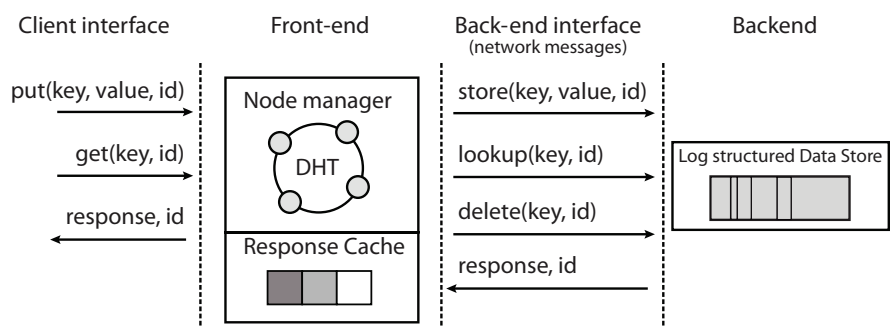 Client interface
put(key, value, id)
get(key, id)
response, id
Front-end
Node manager
DHT
Response Cache
Back-end interface
(network messages)
store(key, value, id)
lookup(key, id)
delete(key, id)
response, id
Backend
Log structured Data Store